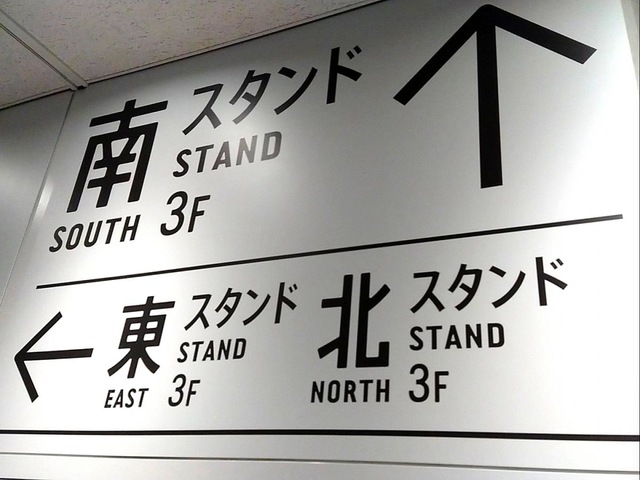 南 スタンド
STAND
SOUTH 3F
東 スタンド
STAND
EAST 3F
北 スタンド
STAND
NORTH 3F